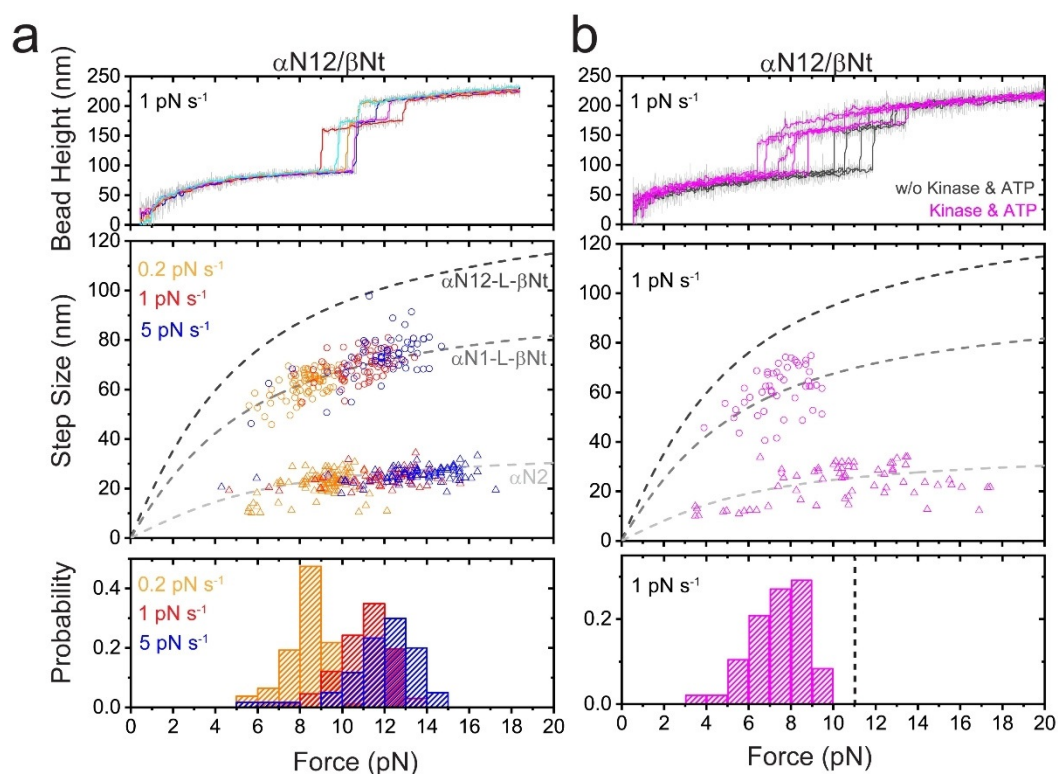 a
αN12/βNt
Bead Height (nm)
250
200
150
100
50
0
1 pN s⁻¹
Step Size (nm)
120
100
80
60
40
20
0
0.2 pN s⁻¹
1 pN s⁻¹
5 pN s⁻¹
αN12-L-βNt
αN1-L-βNt
αN2
Probability
0.4
0.2
0.0
0.2 pN s⁻¹
1 pN s⁻¹
5 pN s⁻¹
0 2 4 6 8 10 12 14 16 18 20
Force (pN)
b
αN12/βNt
250
200
150
100
50
0
1 pN s⁻¹
w/o Kinase & ATP
Kinase & ATP
120
100
80
60
40
20
0
1 pN s⁻¹
0.2
0.0
1 pN s⁻¹
0 2 4 6 8 10 12 14 16 18 20
Force (pN)